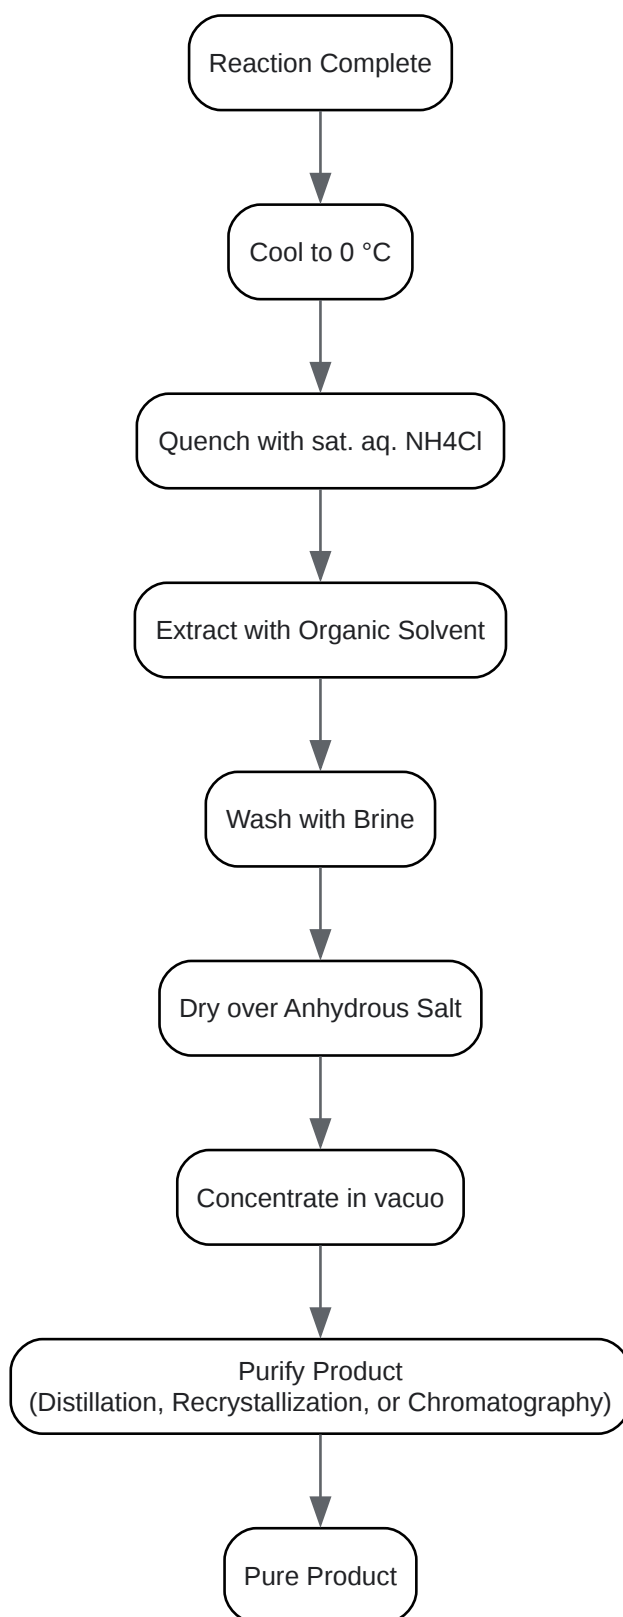 Reaction Complete
Cool to 0 °C
Quench with sat. aq. NH4Cl
Extract with Organic Solvent
Wash with Brine
Dry over Anhydrous Salt
Concentrate in vacuo
Purify Product
(Distillation, Recrystallization, or Chromatography)
Pure Product